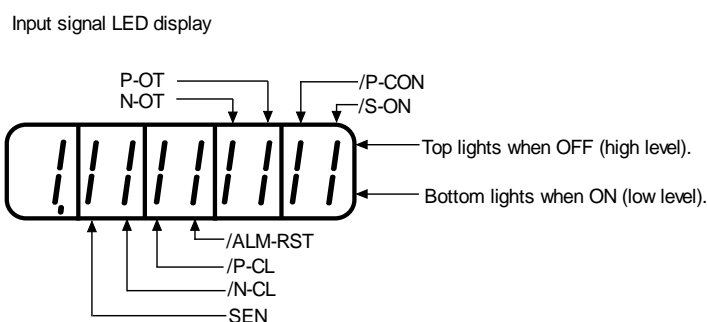 Input signal LED display
P-OT
/P-CON
N-OT
/S-ON
Top lights when OFF (high level).
Bottom lights when ON (low level).
/ALM-RST
/P-CL
/N-CL
SEN